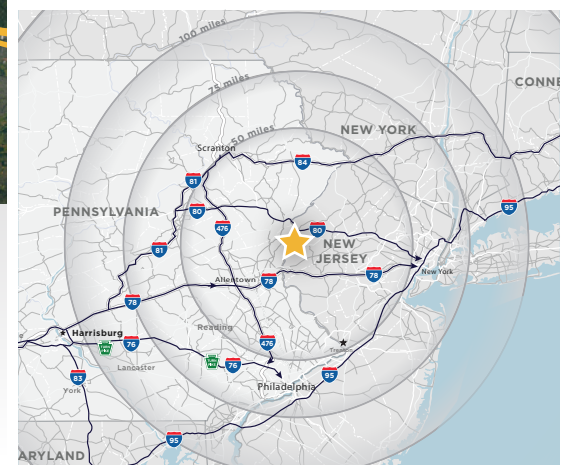 100 miles
CONNE
75 miles
50 miles
NEW YORK
Scranton
84
81
95
80
PENNSYLVANIA
476
80
81
NEW
JERSEY
New York
78
Allentown
78
78
Harrisburg
Reading
476
76
Trenton
76
Lancaster
83
95
York
Philadelphia
95
ARYLAND